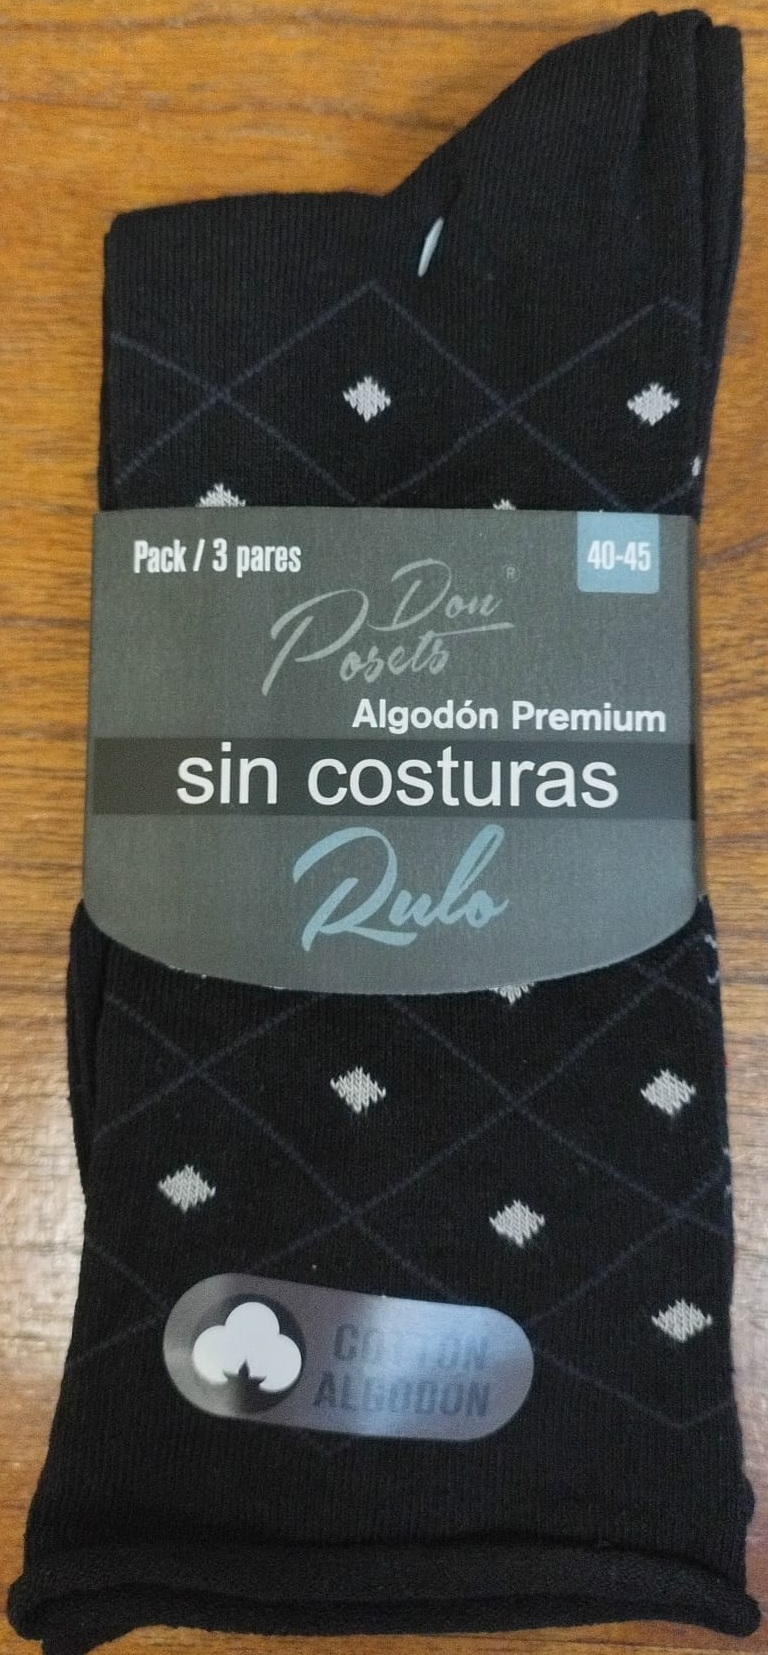 Pack / 3 pares
40-45
Don
Posets
®
Algodón Premium
sin costuras
Rulo
COTTON
ALGODON